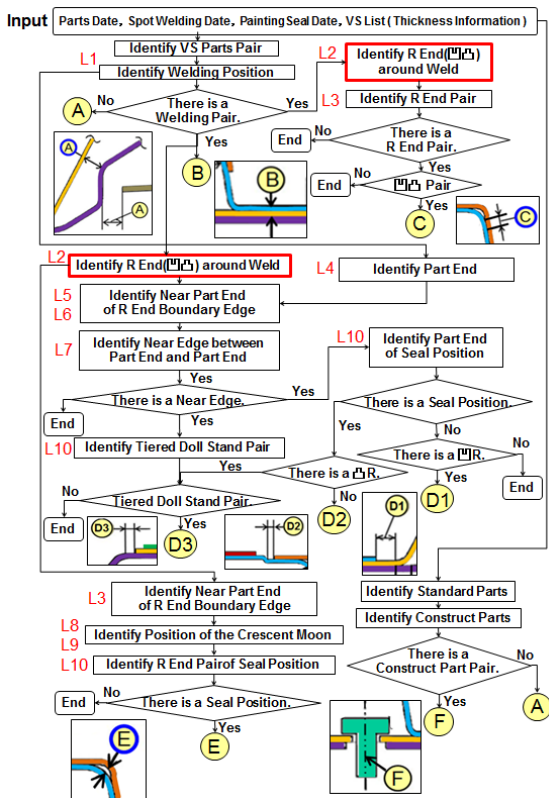 Input
Parts Date, Spot Welding Date, Painting Seal Date, VS List (Thickness Information)
Identify VS Parts Pair
L1
Identify Welding Position
No
There is a
Welding Pair.
Yes
A
Yes
B
L2
Identify R End(凹凸)
around Weld
L3
Identify R End Pair
End
No
There is a
R End Pair.
Yes
End
No
凹凸 Pair
Yes
C
A
A
B
C
L2
Identify R End(凹凸) around Weld
L4
Identify Part End
L5
L6
Identify Near Part End
of R End Boundary Edge
L7
Identify Near Edge between
Part End and Part End
Yes
There is a Near Edge.
Yes
End
Yes
L10
Identify Part End
of Seal Position
There is a Seal Position.
Yes
No
There is a 凹R.
No
Yes
End
D1
L10
Identify Tiered Doll Stand Pair
Yes
There is a 凸R.
No
D2
No
Tiered Doll Stand Pair.
End
Yes
D3
D3
D2
D1
L3
Identify Near Part End
of R End Boundary Edge
L8
L9
Identify Position of the Crescent Moon
L10
Identify R End Pairof Seal Position
No
End
There is a Seal Position.
Yes
E
E
Identify Standard Parts
Identify Construct Parts
There is a
Construct Part Pair.
No
A
Yes
F
F